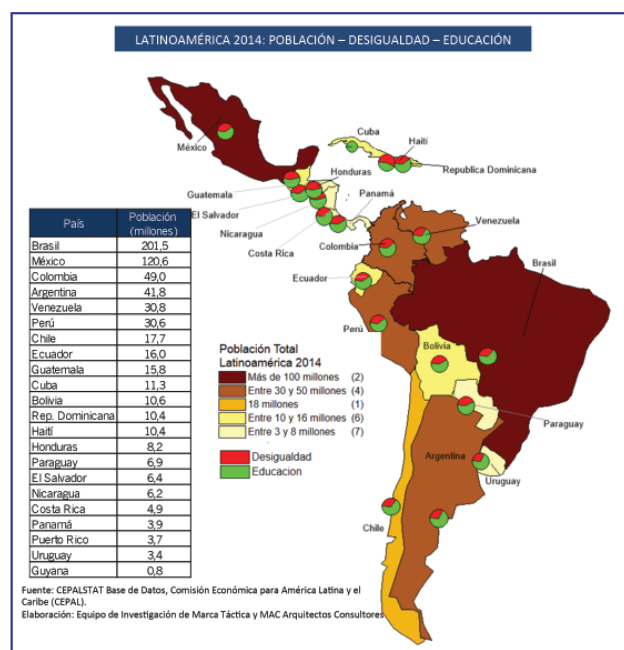 LATINOAMÉRICA 2014: POBLACIÓN – DESIGUALDAD – EDUCACIÓN
Cuba
Haití
México
Republica Dominicana
Honduras
Guatemala
Panamá
El Salvador
Nicaragua
Venezuela
Costa Rica
Colombia
Brasil
Ecuador
Perú
Bolivia
Paraguay
Argentina
Uruguay
Chile
País Población (millones)
Brasil 201,5
México 120,6
Colombia 49,0
Argentina 41,8
Venezuela 30,8
Perú 30,6
Chile 17,7
Ecuador 16,0
Guatemala 15,8
Cuba 11,3
Bolivia 10,6
Rep. Dominicana 10,4
Haití 10,4
Honduras 8,2
Paraguay 6,9
El Salvador 6,4
Nicaragua 6,2
Costa Rica 4,9
Panamá 3,9
Puerto Rico 3,7
Uruguay 3,4
Guyana 0,8
Población Total
Latinoamérica 2014
Más de 100 millones (2)
Entre 30 y 50 millones (4)
18 millones (1)
Entre 10 y 16 millones (6)
Entre 3 y 8 millones (7)
Desigualdad
Educacion
Fuente: CEPALSTAT Base de Datos, Comisión Económica para América Latina y el
Caribe (CEPAL).
Elaboración: Equipo de Investigación de Marca Táctica y MAC Arquitectos Consultores